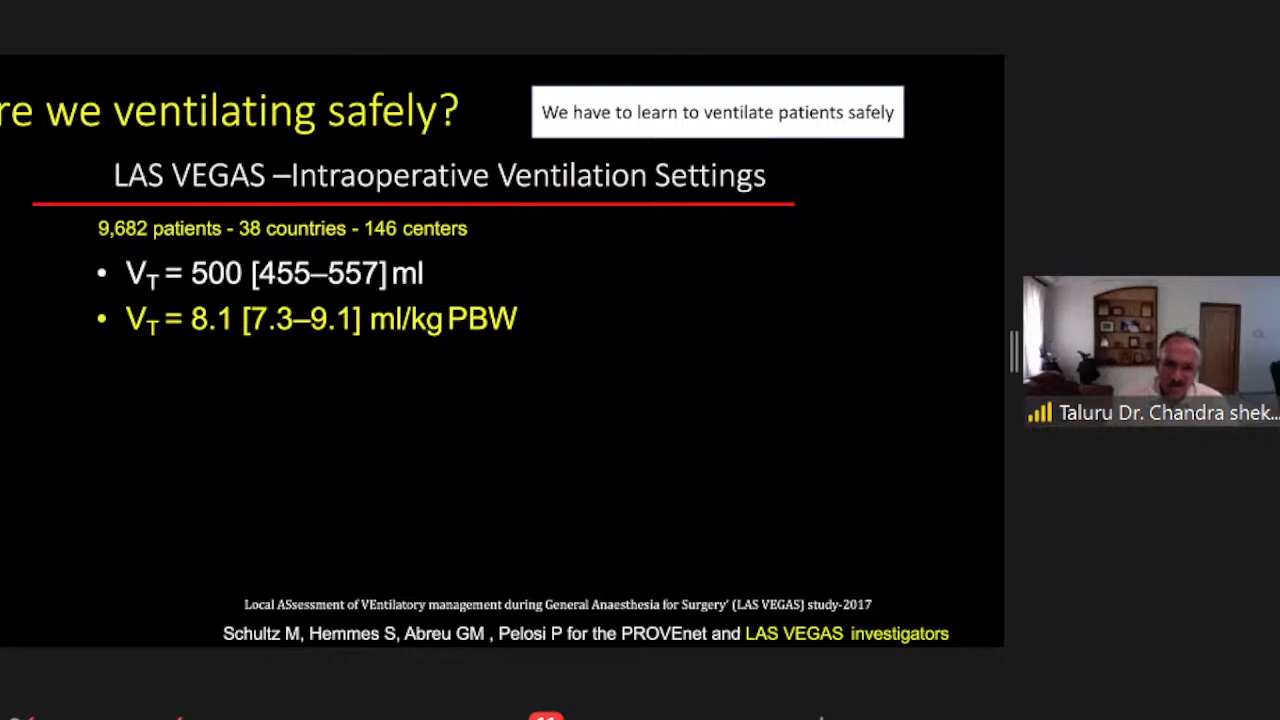 re we ventilating safely?
We have to learn to ventilate patients safely
LAS VEGAS –Intraoperative Ventilation Settings
9,682 patients - 38 countries - 146 centers
• VT = 500 [455–557] ml
• VT = 8.1 [7.3–9.1] ml/kg PBW
Taluru Dr. Chandra shek...
Local ASsessment of VEntilatory management during General Anaesthesia for Surgery' (LAS VEGAS) study-2017
Schultz M, Hemmes S, Abreu GM , Pelosi P for the PROVEnet and LAS VEGAS investigators